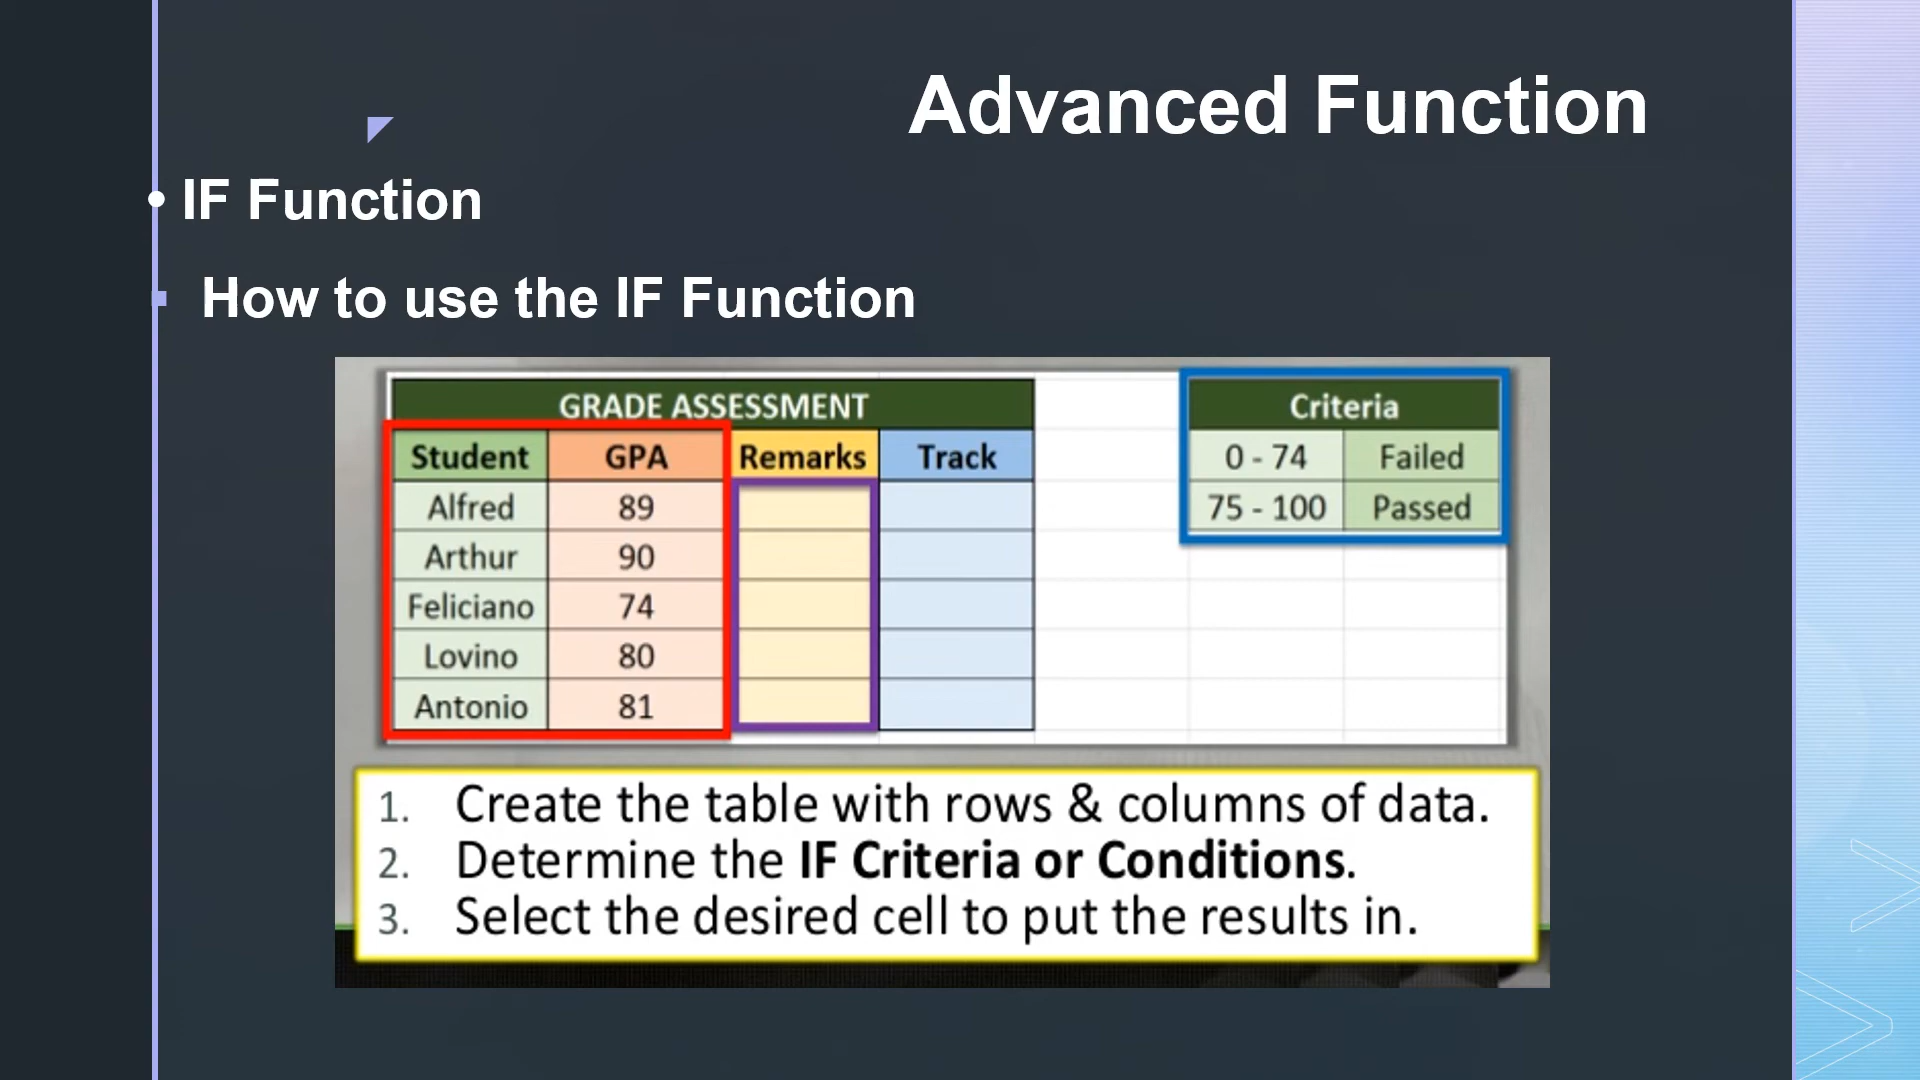 Advanced Function
• IF Function
▪ How to use the IF Function
GRADE ASSESSMENT
Student GPA Remarks Track
Alfred 89
Arthur 90
Feliciano 74
Lovino 80
Antonio 81
Criteria
0 - 74 Failed
75 - 100 Passed
1. Create the table with rows & columns of data.
2. Determine the IF Criteria or Conditions.
3. Select the desired cell to put the results in.